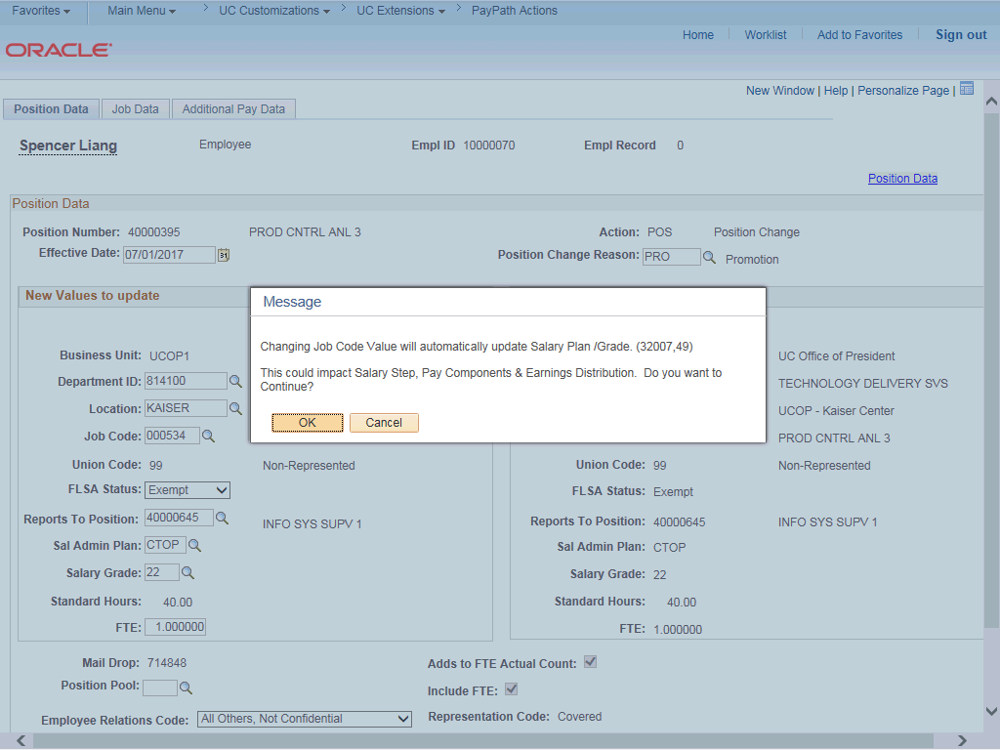 Favorites Main Menu > UC Customizations > UC Extensions > PayPath Actions
Home Worklist Add to Favorites Sign out
ORACLE
New Window | Help | Personalize Page |
Position Data Job Data Additional Pay Data
Spencer Liang Employee Empl ID 10000070 Empl Record 0
Position Data
Position Data
Position Number: 40000395 PROD CNTRL ANL 3 Action: POS Position Change
Effective Date: 07/01/2017 31 Position Change Reason: PRO Promotion
New Values to update
Message
Changing Job Code Value will automatically update Salary Plan /Grade. (32007,49)
This could impact Salary Step, Pay Components & Earnings Distribution. Do you want to
Continue?
OK Cancel
Business Unit: UCOP1 UC Office of President
Department ID: 814100 TECHNOLOGY DELIVERY SVS
Location: KAISER UCOP - Kaiser Center
Job Code: 000534 PROD CNTRL ANL 3
Union Code: 99 Non-Represented Union Code: 99 Non-Represented
FLSA Status: Exempt FLSA Status: Exempt
Reports To Position: 40000645 INFO SYS SUPV 1 Reports To Position: 40000645 INFO SYS SUPV 1
Sal Admin Plan: CTOP Sal Admin Plan: CTOP
Salary Grade: 22 Salary Grade: 22
Standard Hours: 40.00 Standard Hours: 40.00
FTE: 1.000000 FTE: 1.000000
Mail Drop: 714848 Adds to FTE Actual Count:
Position Pool: Include FTE:
Employee Relations Code: All Others, Not Confidential Representation Code: Covered